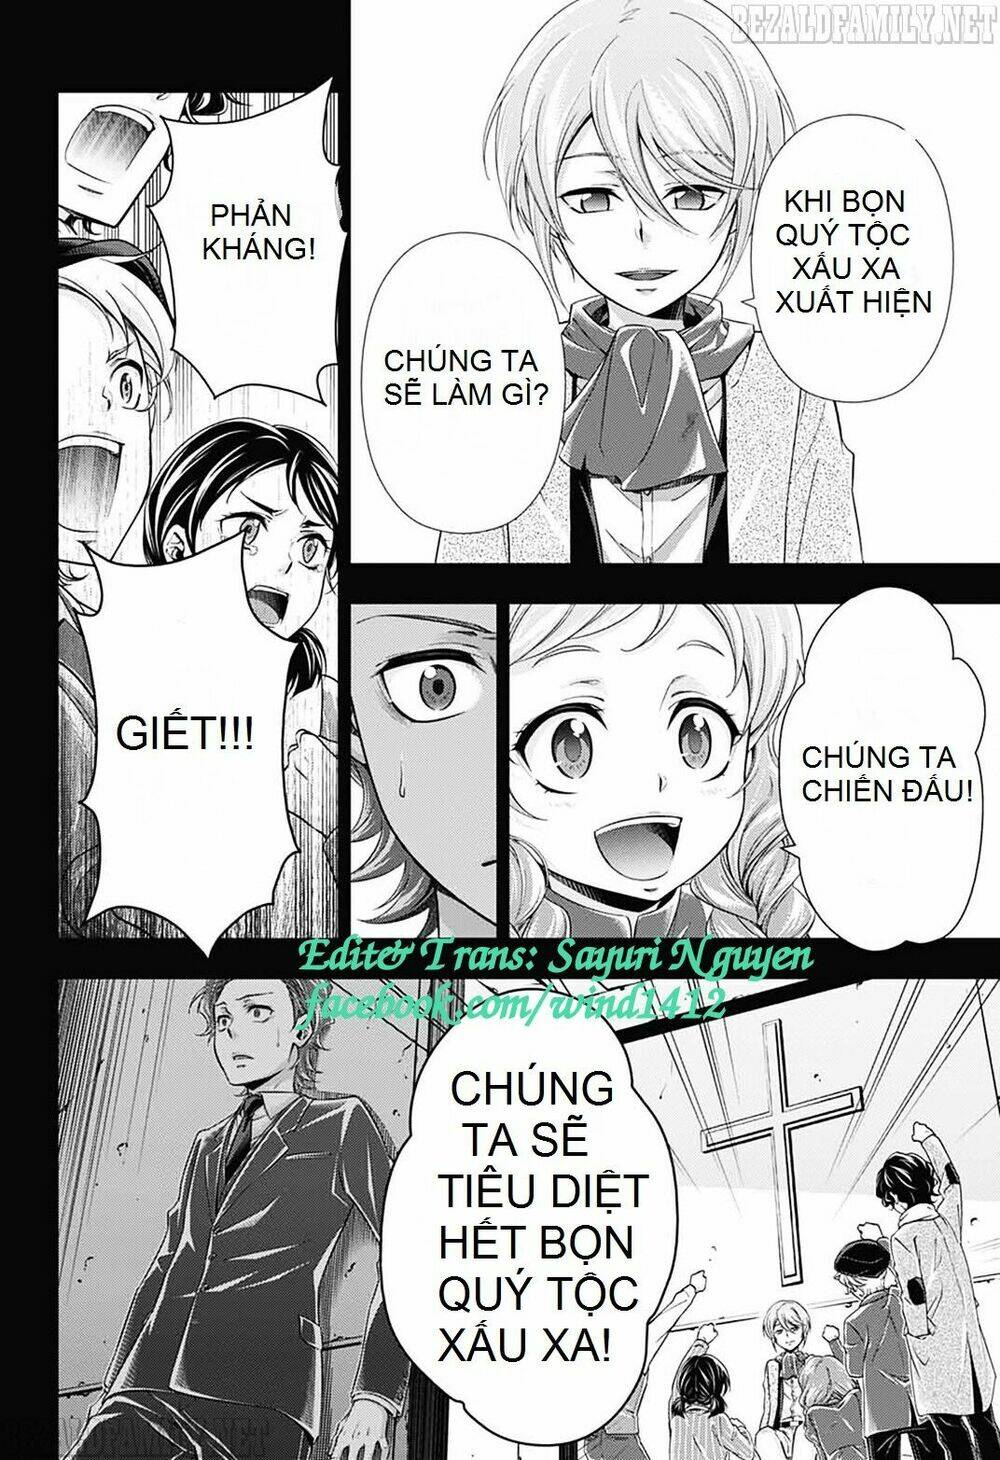 BEZALDFAMILY.NET
KHI BỌN
QUÝ TỘC
XẤU XA
XUẤT HIỆN
CHÚNG TA
SẼ LÀM GÌ?
PHẢN
KHÁNG!
GIẾT!!!
CHÚNG TA
CHIẾN ĐẤU!
Edit& Trans: Sayuri Nguyen
facebook.com/wind1412
CHÚNG
TA SẼ
TIÊU DIỆT
HẾT BỌN
QUÝ TỘC
XẤU XA!
BEZALDFAMILY.NET